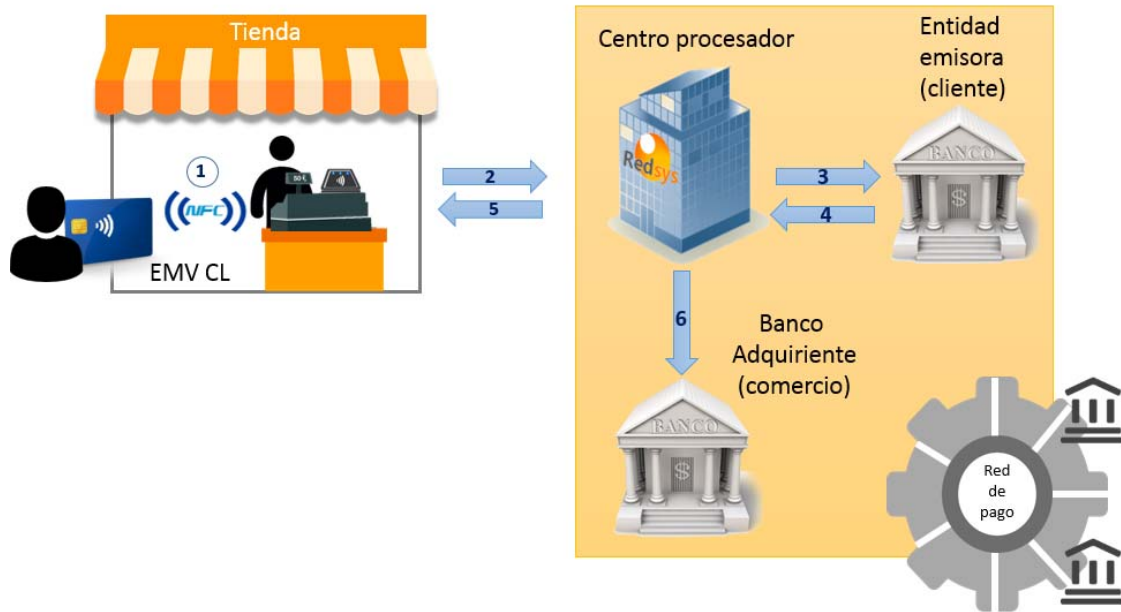 Tienda
Centro procesador
Entidad
emisora
(cliente)
1
NFC
50 €
EMV CL
2
5
Redsys
3
4
BANCO
$
6
Banco
Adquiriente
(comercio)
BANCO
$
Red
de
pago